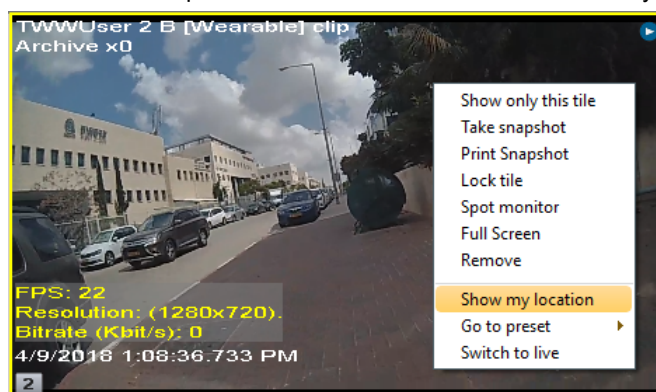 TWWUser 2 B [Wearable] clip
Archive x0
Show only this tile
Take snapshot
Print Snapshot
Lock tile
Spot monitor
Full Screen
Remove
Show my location
Go to preset
Switch to live
FPS: 22
Resolution: (1280x720).
Bitrate (Kbit/s): 0
4/9/2018 1:08:36.733 PM
2